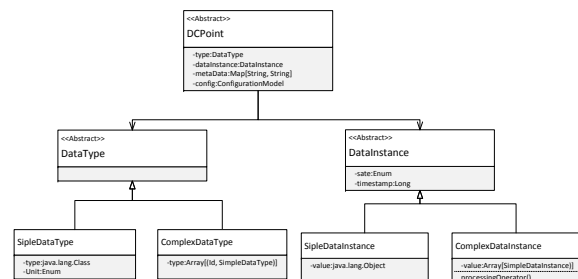 <<Abstract>>
DCPoint
-type:DataType
-dataInstance:DataInstance
-metaData:Map[String, String]
-config:ConfigurationModel
<<Abstract>>
DataType
<<Abstract>>
DataInstance
-sate:Enum
-timestamp:Long
SipleDataType
-type:java.lang.Class
-Unit:Enum
ComplexDataType
-type:Array[(Id, SimpleDataType)]
SipleDataInstance
-value:java.lang.Object
ComplexDataInstance
-value:Array[SimpleDataInstance)]
processingOperator()